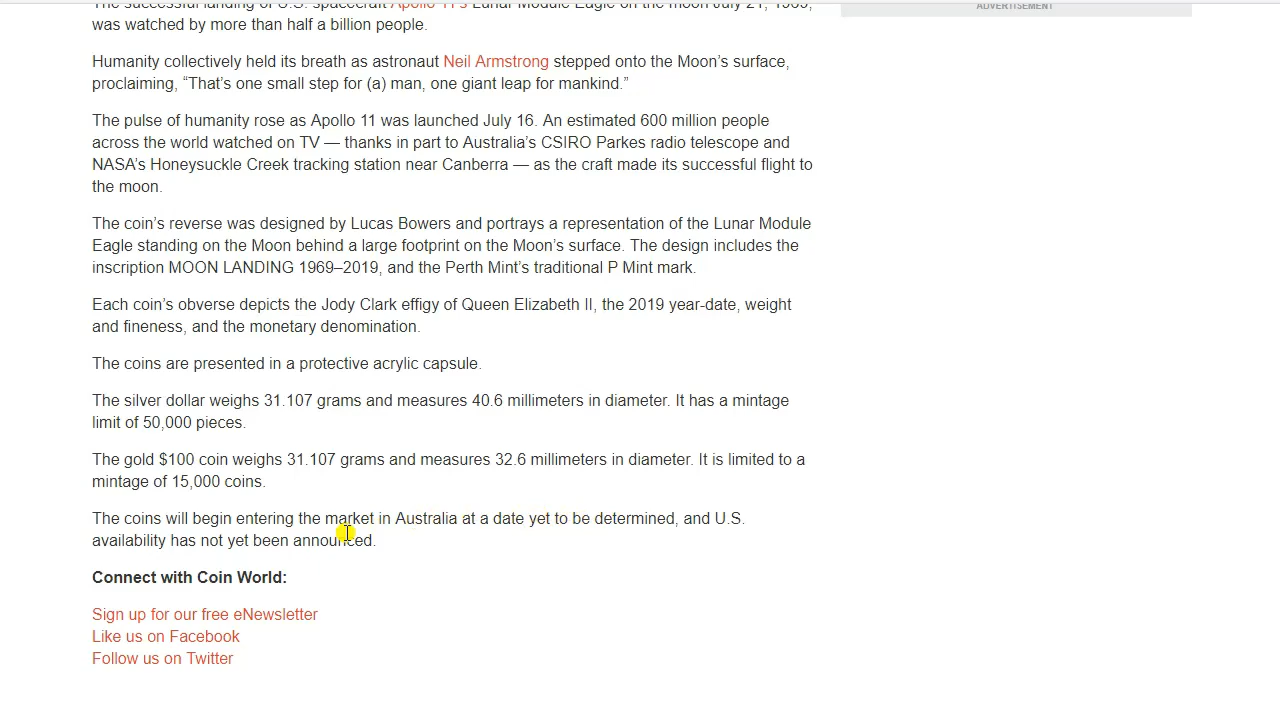 The successful landing of U.S. spacecraft Apollo 11's Lunar Module Eagle on the moon July 21, 1969,
ADVERTISEMENT
was watched by more than half a billion people.
Humanity collectively held its breath as astronaut Neil Armstrong stepped onto the Moon’s surface,
proclaiming, “That’s one small step for (a) man, one giant leap for mankind.”
The pulse of humanity rose as Apollo 11 was launched July 16. An estimated 600 million people
across the world watched on TV — thanks in part to Australia’s CSIRO Parkes radio telescope and
NASA’s Honeysuckle Creek tracking station near Canberra — as the craft made its successful flight to
the moon.
The coin’s reverse was designed by Lucas Bowers and portrays a representation of the Lunar Module
Eagle standing on the Moon behind a large footprint on the Moon’s surface. The design includes the
inscription MOON LANDING 1969–2019, and the Perth Mint’s traditional P Mint mark.
Each coin’s obverse depicts the Jody Clark effigy of Queen Elizabeth II, the 2019 year-date, weight
and fineness, and the monetary denomination.
The coins are presented in a protective acrylic capsule.
The silver dollar weighs 31.107 grams and measures 40.6 millimeters in diameter. It has a mintage
limit of 50,000 pieces.
The gold $100 coin weighs 31.107 grams and measures 32.6 millimeters in diameter. It is limited to a
mintage of 15,000 coins.
The coins will begin entering the market in Australia at a date yet to be determined, and U.S.
availability has not yet been announced.
Connect with Coin World:
Sign up for our free eNewsletter
Like us on Facebook
Follow us on Twitter